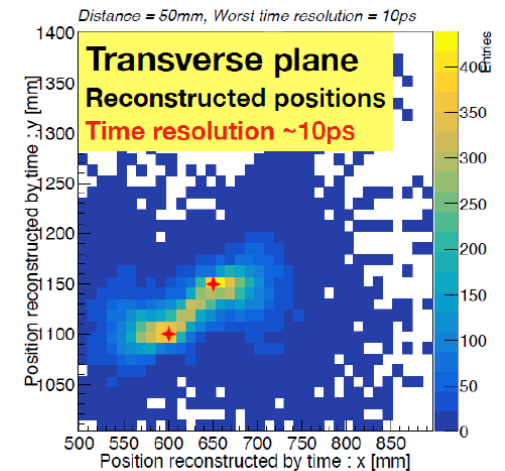 Distance = 50mm, Worst time resolution = 10ps
Transverse plane
Reconstructed positions
Time resolution ~10ps
Position reconstructed by time : y [mm]
1400
1350
1300
1250
1200
1150
1100
1050
500 550 600 650 700 750 800 850
Position reconstructed by time : x [mm]
Entries
400
350
300
250
200
150
100
50
0